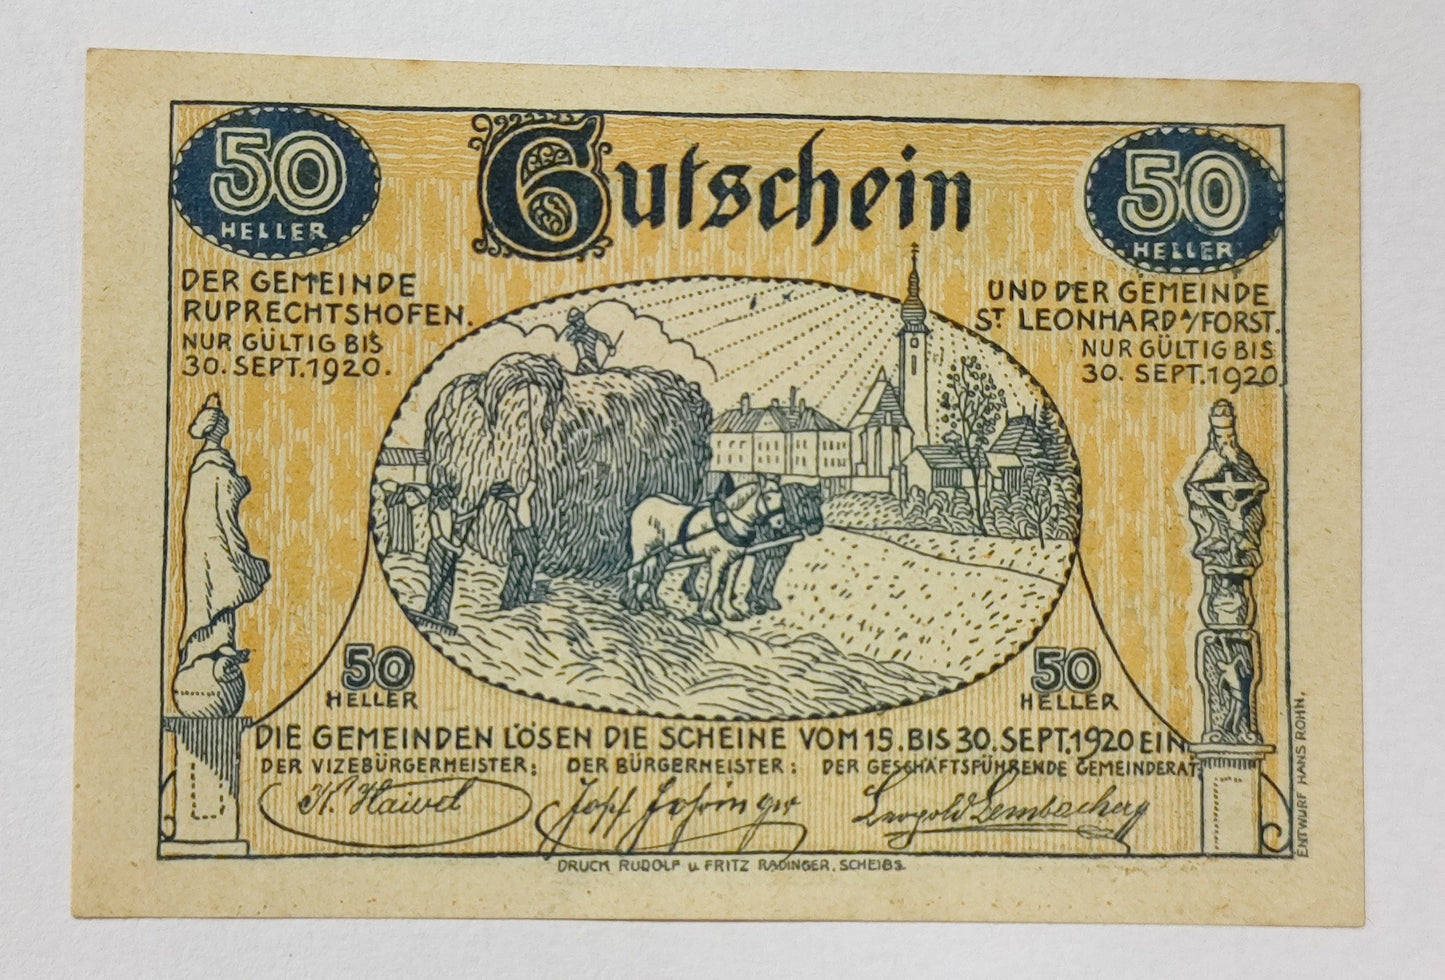 50
HELLER
Gutschein
50
HELLER
DER GEMEINDE
RUPRECHTSHOFEN.
NUR GÜLTIG BIS
30. SEPT. 1920.
UND DER GEMEINDE
ST LEONHARD A/FORST.
NUR GÜLTIG BIS
30. SEPT. 1920
50
HELLER
50
HELLER
DIE GEMEINDEN LÖSEN DIE SCHEINE VOM 15. BIS 30. SEPT. 1920 EIN.
DER VIZEBÜRGERMEISTER: DER BÜRGERMEISTER: DER GESCHÄFTSFÜHRENDE GEMEINDERAT:
Josef Leopold
DRUCK RUDOLF u. FRITZ RADINGER, SCHEIBS.
ENTWURF HANS ROHN.